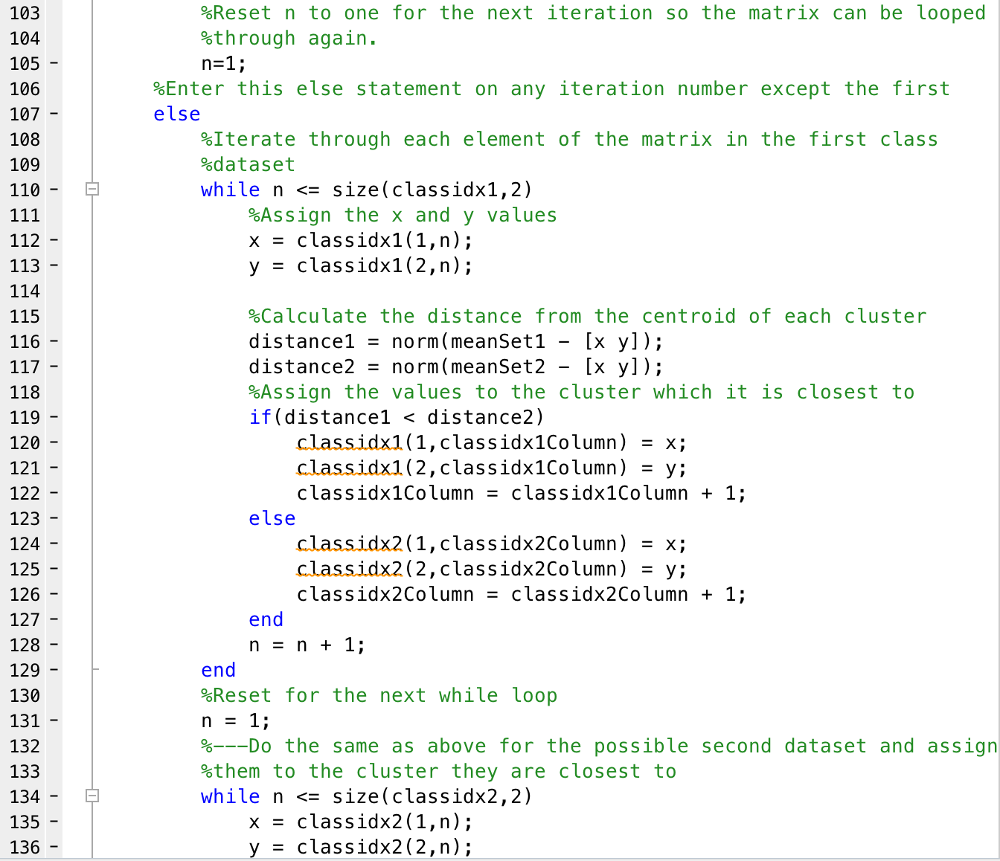 103 %Reset n to one for the next iteration so the matrix can be looped
104 %through again.
105 - n=1;
106 %Enter this else statement on any iteration number except the first
107 - else
108 %Iterate through each element of the matrix in the first class
109 %dataset
110 - while n <= size(classidx1,2)
111 %Assign the x and y values
112 - x = classidx1(1,n);
113 - y = classidx1(2,n);
114
115 %Calculate the distance from the centroid of each cluster
116 - distance1 = norm(meanSet1 - [x y]);
117 - distance2 = norm(meanSet2 - [x y]);
118 %Assign the values to the cluster which it is closest to
119 - if(distance1 < distance2)
120 - classidx1(1,classidx1Column) = x;
121 - classidx1(2,classidx1Column) = y;
122 - classidx1Column = classidx1Column + 1;
123 - else
124 - classidx2(1,classidx2Column) = x;
125 - classidx2(2,classidx2Column) = y;
126 - classidx2Column = classidx2Column + 1;
127 - end
128 - n = n + 1;
129 - end
130 %Reset for the next while loop
131 - n = 1;
132 %---Do the same as above for the possible second dataset and assign
133 %them to the cluster they are closest to
134 - while n <= size(classidx2,2)
135 - x = classidx2(1,n);
136 - y = classidx2(2,n);